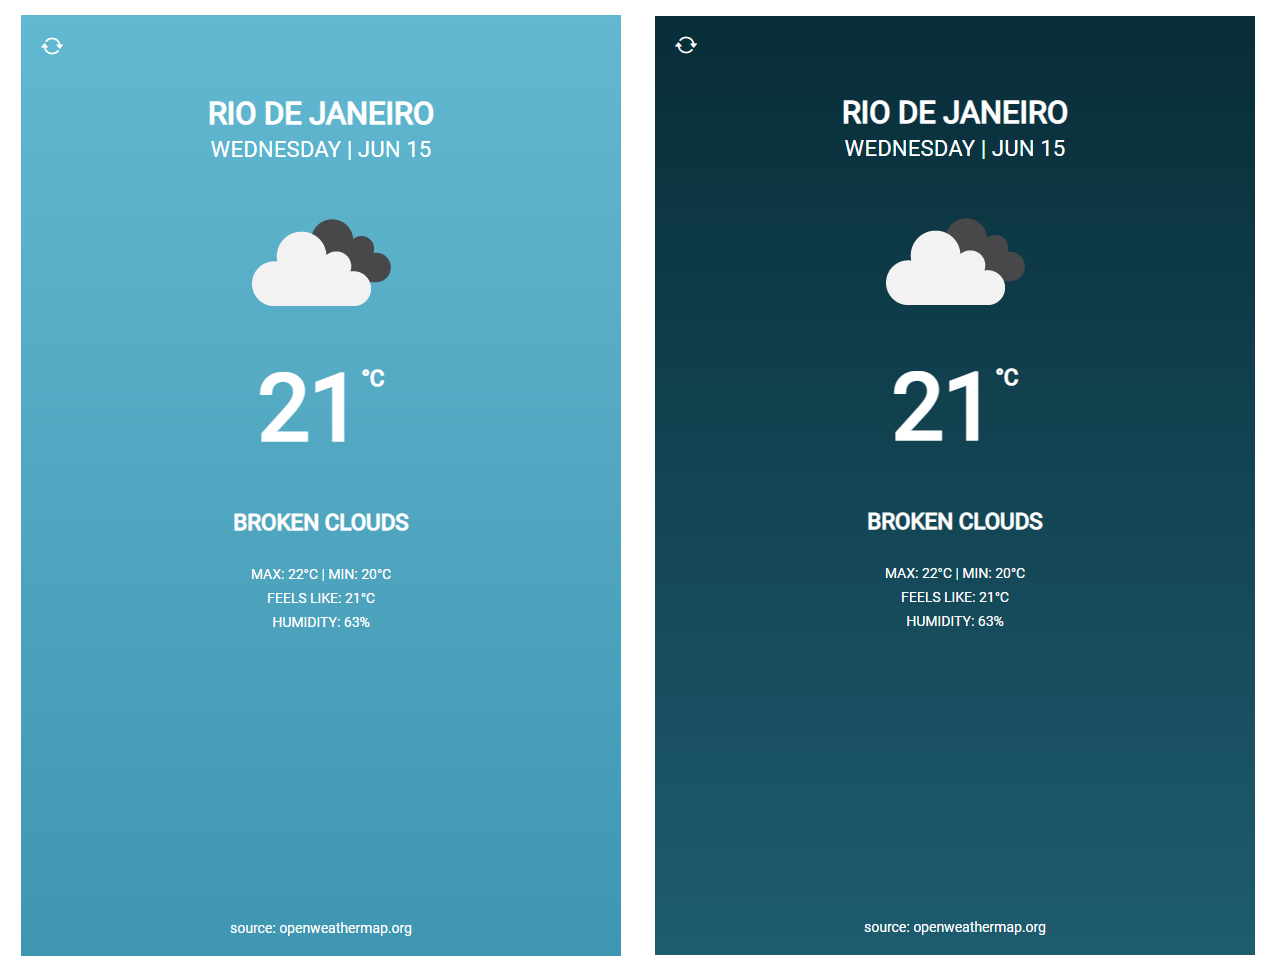 RIO DE JANEIRO
WEDNESDAY | JUN 15
21 °C
BROKEN CLOUDS
MAX: 22°C | MIN: 20°C
FEELS LIKE: 21°C
HUMIDITY: 63%
source: openweathermap.org
RIO DE JANEIRO
WEDNESDAY | JUN 15
21 °C
BROKEN CLOUDS
MAX: 22°C | MIN: 20°C
FEELS LIKE: 21°C
HUMIDITY: 63%
source: openweathermap.org